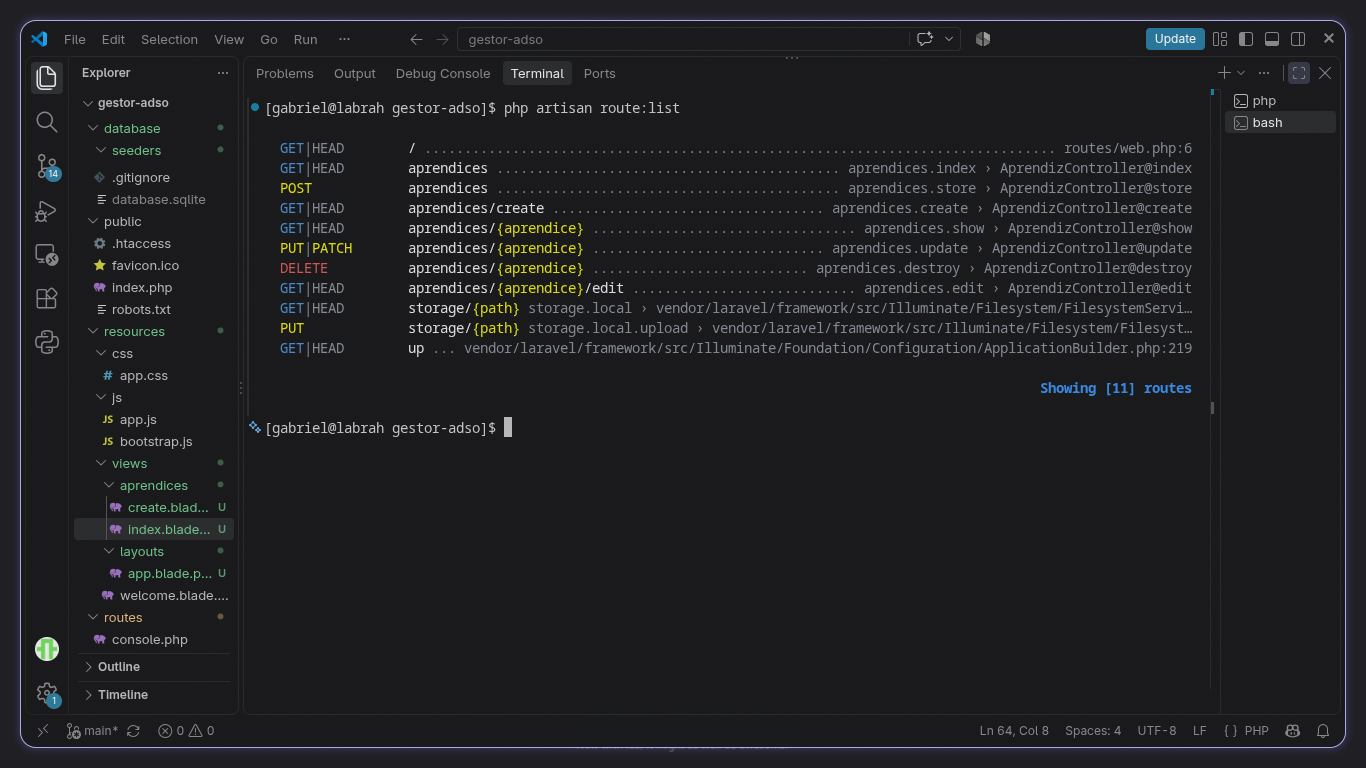 File Edit Selection View Go Run ··· gestor-adso Update
Explorer ···
gestor-adso
database
seeders
.gitignore
database.sqlite
public
.htaccess
favicon.ico
index.php
robots.txt
resources
css
# app.css
js
JS app.js
JS bootstrap.js
views
aprendices
create.blad... U
index.blade... U
layouts
app.blade.p... U
welcome.blade....
routes
console.php
Outline
Timeline
14
1
Problems Output Debug Console Terminal Ports
[gabriel@labrah gestor-adso]$ php artisan route:list
GET|HEAD / ............................................................................... routes/web.php:6
GET|HEAD aprendices ........................................... aprendices.index › AprendizController@index
POST aprendices ........................................... aprendices.store › AprendizController@store
GET|HEAD aprendices/create .................................. aprendices.create › AprendizController@create
GET|HEAD aprendices/{aprendice} ................................. aprendices.show › AprendizController@show
PUT|PATCH aprendices/{aprendice} ............................. aprendices.update › AprendizController@update
DELETE aprendices/{aprendice} ........................... aprendices.destroy › AprendizController@destroy
GET|HEAD aprendices/{aprendice}/edit ............................ aprendices.edit › AprendizController@edit
GET|HEAD storage/{path} storage.local › vendor/laravel/framework/src/Illuminate/Filesystem/FilesystemServi…
PUT storage/{path} storage.local.upload › vendor/laravel/framework/src/Illuminate/Filesystem/Filesyst…
GET|HEAD up ... vendor/laravel/framework/src/Illuminate/Foundation/Configuration/ApplicationBuilder.php:219
Showing [11] routes
[gabriel@labrah gestor-adso]$
php
bash
main* 0 0 Ln 64, Col 8 Spaces: 4 UTF-8 LF { } PHP